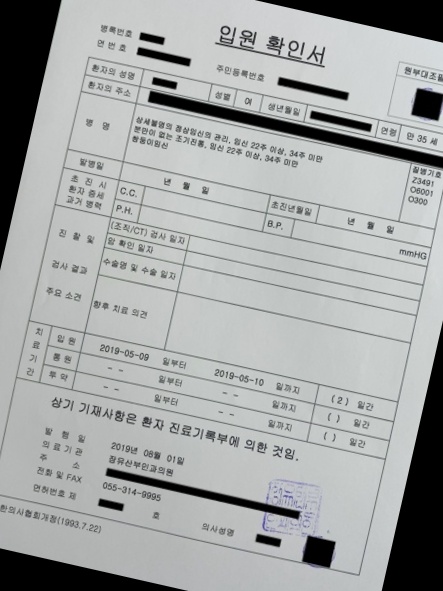 입원 확인서
병록번호
연 번 호
주민등록번호
원부대조필
환자의 성명
성별 여 생년월일 연령 만 35 세
환자의 주소
병 명
상세불명의 정상임신의 관리, 임신 22주 이상, 34주 미만
분만이 없는 조기진통, 임신 22주 이상, 34주 미만
쌍둥이임신
질병기호
Z3491
O6001
O300
발병일 년 월 일
초진년월일 년 월 일
초 진 시
환자 증세
과거 병력
C.C.
P.H.
B.P. mmHG
진 찰 및
검사 결과
주요 소견
(조직/CT) 검사 일자
암 확인 일자
수술명 및 수술 일자
향후 치료 의견
치료기간
입 원 2019-05-09 일부터 2019-05-10 일까지 ( 2 ) 일간
통 원 - - 일부터 - - 일까지 ( ) 일간
투 약 - - 일부터 - - 일까지 ( ) 일간
상기 기재사항은 환자 진료기록부에 의한 것임.
발 행 일 2019년 08월 01일
의 료 기 관 장유산부인과의원
주 소
전화 및 FAX 055-314-9995
면허번호 제 호
의사성명
한의사협회개정(1993.7.22)